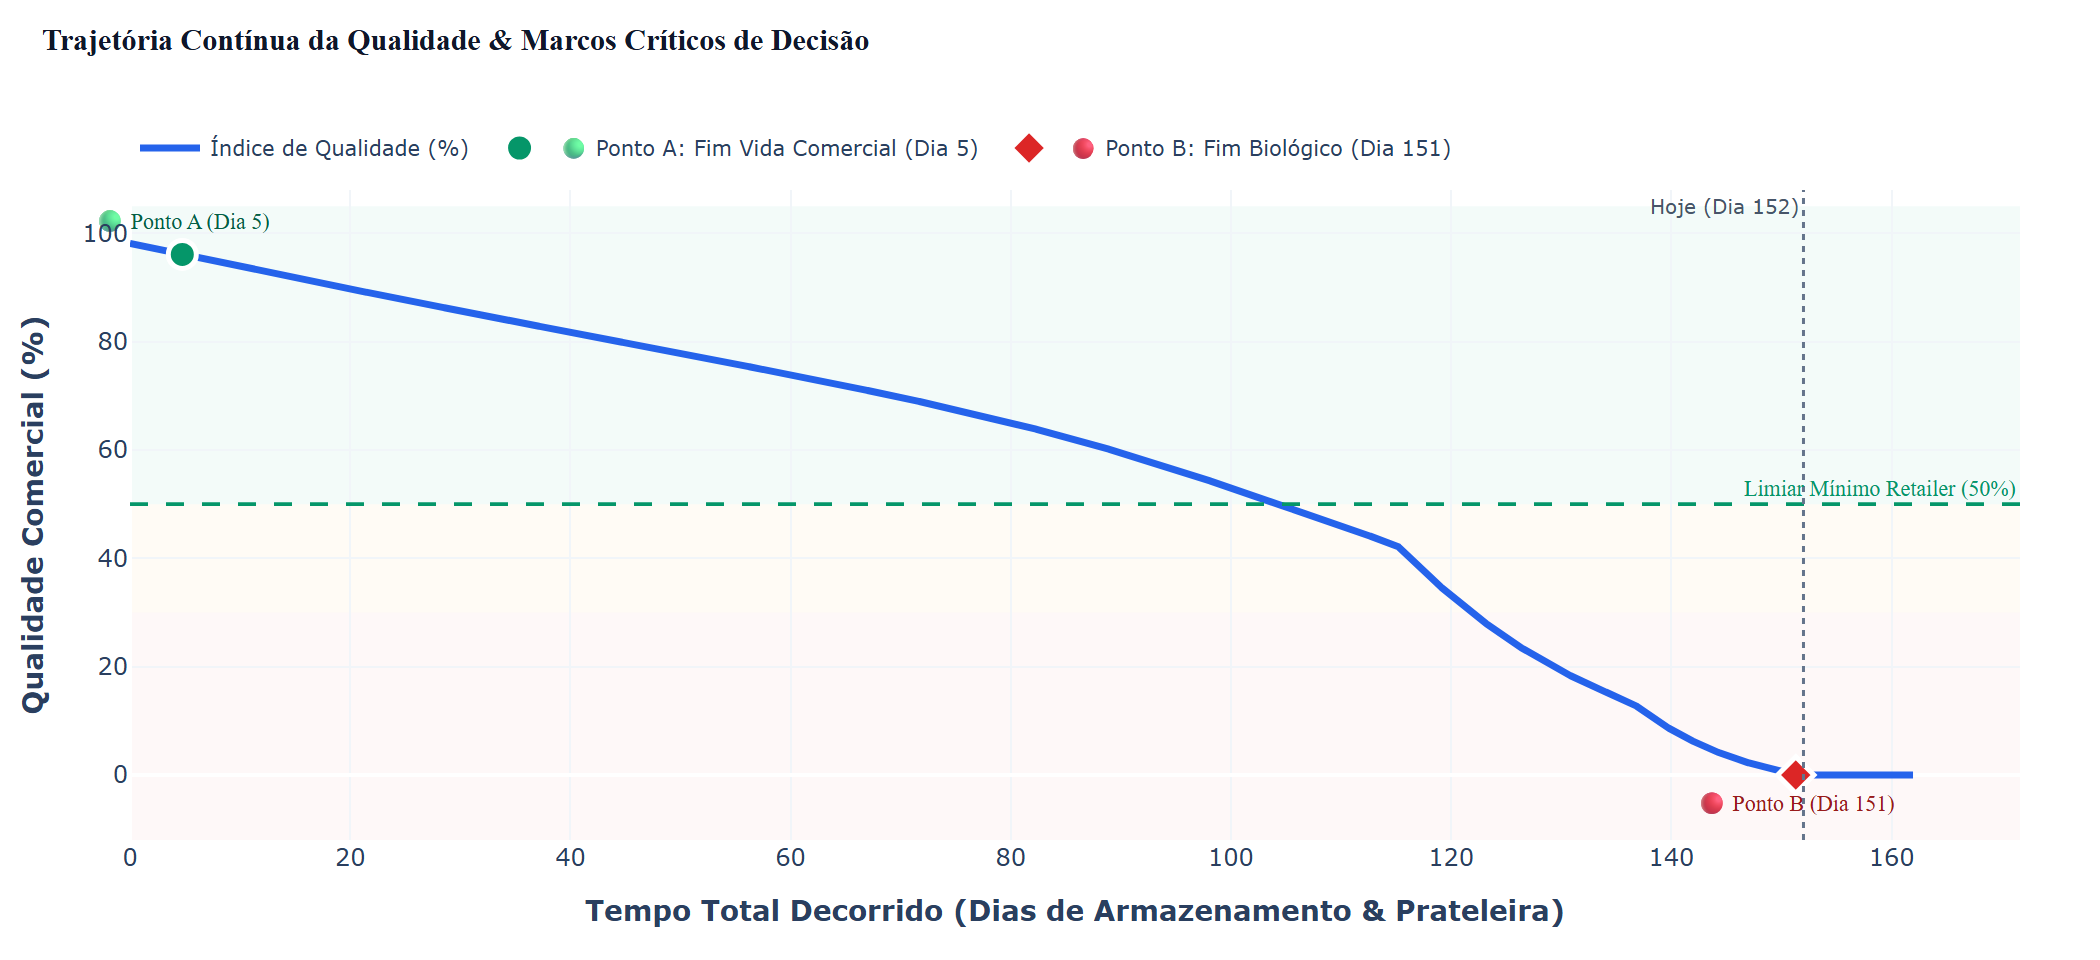 Trajetória Contínua da Qualidade & Marcos Críticos de Decisão
Índice de Qualidade (%)
Ponto A: Fim Vida Comercial (Dia 5)
Ponto B: Fim Biológico (Dia 151)
Hoje (Dia 152)
Ponto A (Dia 5)
100
80
60
Limiar Mínimo Retailer (50%)
40
20
0
Ponto B (Dia 151)
0 20 40 60 80 100 120 140 160
Qualidade Comercial (%)
Tempo Total Decorrido (Dias de Armazenamento & Prateleira)